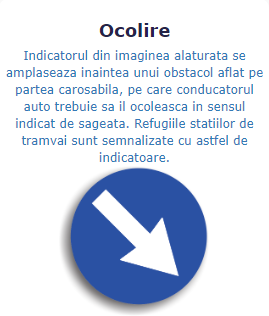 Ocolire
Indicatorul din imaginea alaturata se
amplaseaza inaintea unui obstacol aflat pe
partea carosabila, pe care conducatorul
auto trebuie sa il ocoleasca in sensul
indicat de sageata. Refugiile statiilor de
tramvai sunt semnalizate cu astfel de
indicatoare.